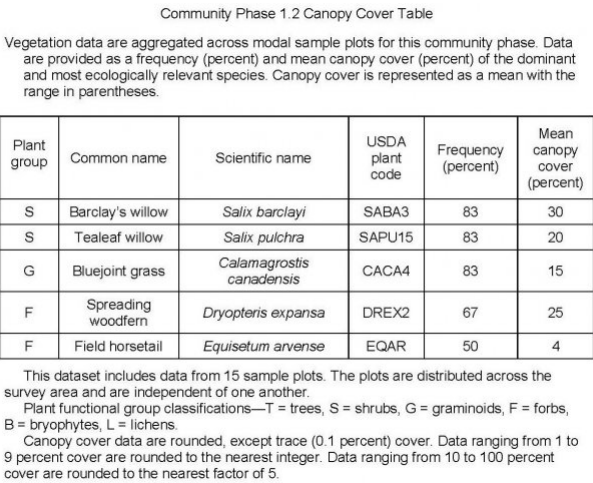 Community Phase 1.2 Canopy Cover Table
Vegetation data are aggregated across modal sample plots for this community phase. Data
are provided as a frequency (percent) and mean canopy cover (percent) of the dominant
and most ecologically relevant species. Canopy cover is represented as a mean with the
range in parentheses.
Plant group Common name Scientific name USDA plant code Frequency (percent) Mean canopy cover (percent)
S Barclay's willow Salix barclayi SABA3 83 30
S Tealeaf willow Salix pulchra SAPU15 83 20
G Bluejoint grass Calamagrostis canadensis CACA4 83 15
F Spreading woodfern Dryopteris expansa DREX2 67 25
F Field horsetail Equisetum arvense EQAR 50 4
This dataset includes data from 15 sample plots. The plots are distributed across the
survey area and are independent of one another.
Plant functional group classifications—T = trees, S = shrubs, G = graminoids, F = forbs,
B = bryophytes, L = lichens.
Canopy cover data are rounded, except trace (0.1 percent) cover. Data ranging from 1 to
9 percent cover are rounded to the nearest integer. Data ranging from 10 to 100 percent
cover are rounded to the nearest factor of 5.